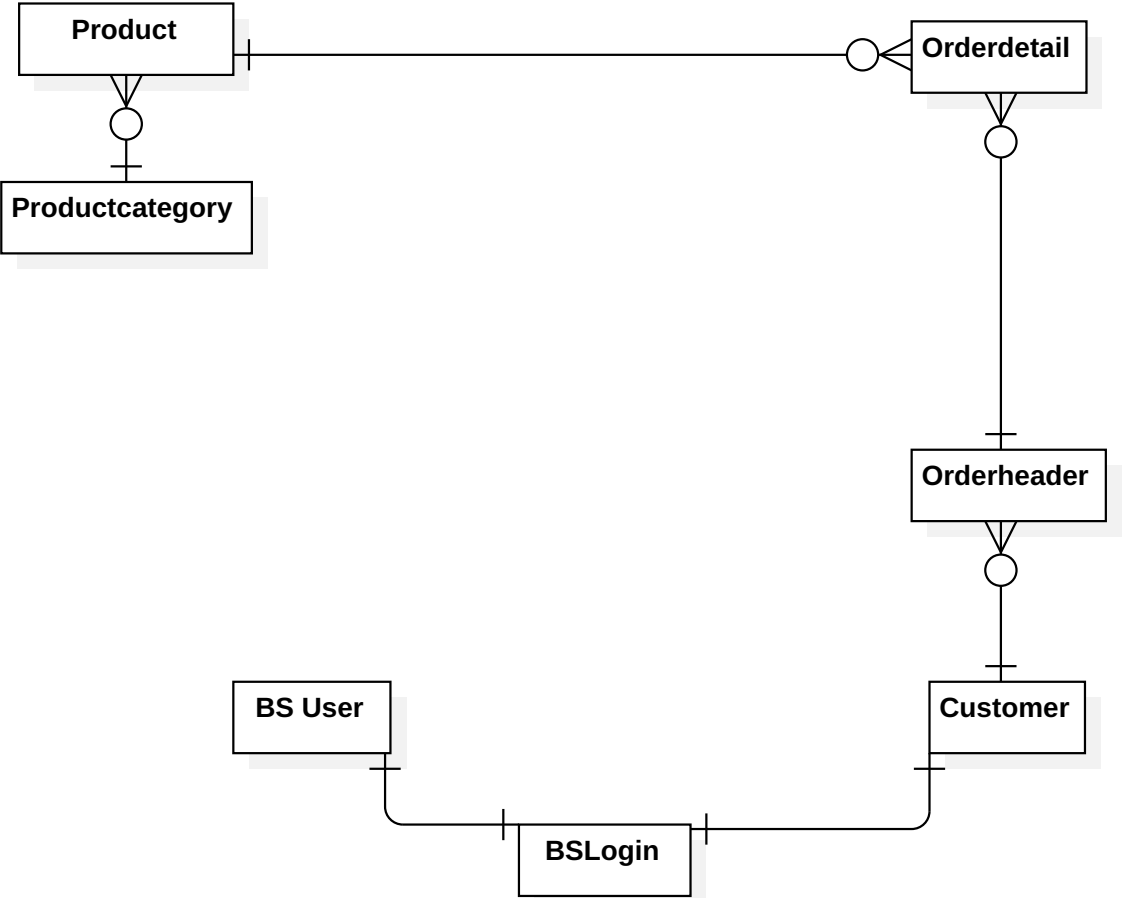 Product
Orderdetail
Productcategory
Orderheader
BS User
Customer
BSLogin